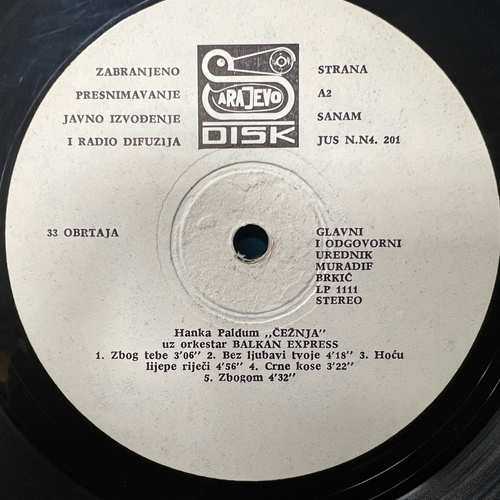 ZABRANJENO
PRESNIMAVANJE
JAVNO IZVOĐENJE
I RADIO DIFUZIJA
SARAJEVO
DISK
STRANA
A2
SANAM
JUS N.N4. 201
33 OBRTAJA
GLAVNI
I ODGOVORNI
UREDNIK
MURADIF
BRKIĆ
LP 1111
STEREO
Hanka Paldum ,,ČEŽNJA"
uz orkestar BALKAN EXPRESS
1. Zbog tebe 3'06" 2. Bez ljubavi tvoje 4'18" 3. Hoću
lijepe riječi 4'56" 4. Crne kose 3'22"
5. Zbogom 4'32"